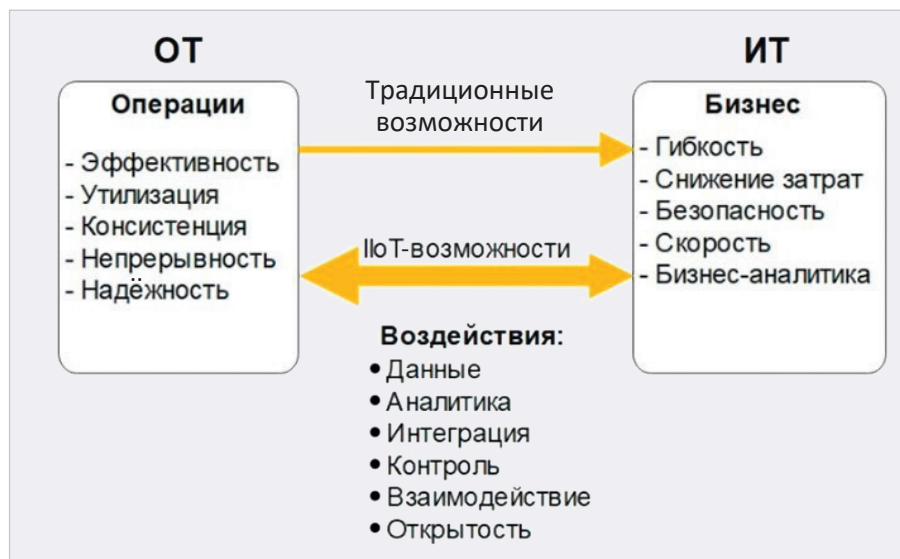 ОТ
Операции
- Эффективность
- Утилизация
- Консистенция
- Непрерывность
- Надёжность
Традиционные
возможности
IIoT-возможности
ИТ
Бизнес
- Гибкость
- Снижение затрат
- Безопасность
- Скорость
- Бизнес-аналитика
Воздействия:
• Данные
• Аналитика
• Интеграция
• Контроль
• Взаимодействие
• Открытость